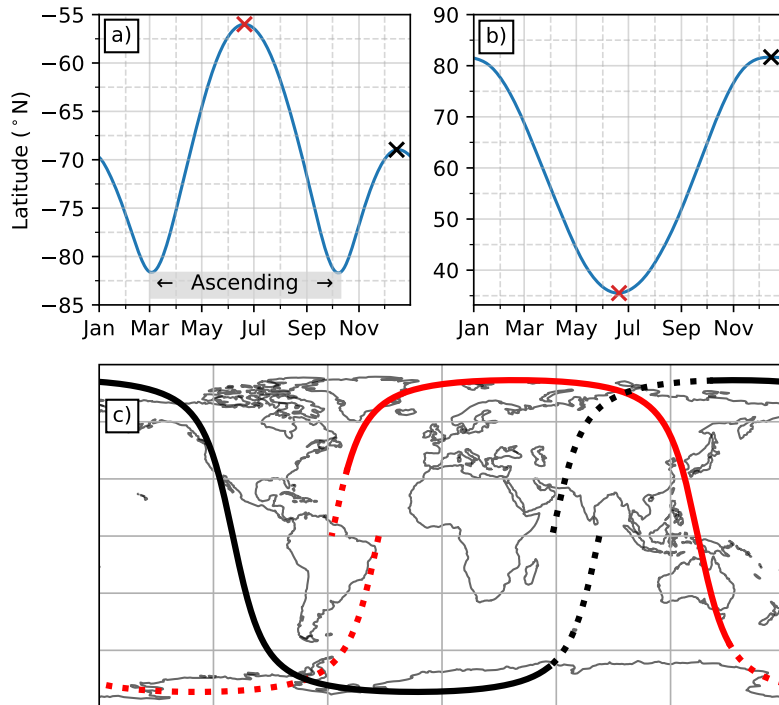 −55
−60
−65
−70
−75
−80
−85
Latitude ( ° N)
a)
← Ascending →
Jan Mar May Jul Sep Nov
90
80
70
60
50
40
b)
Jan Mar May Jul Sep Nov
c)